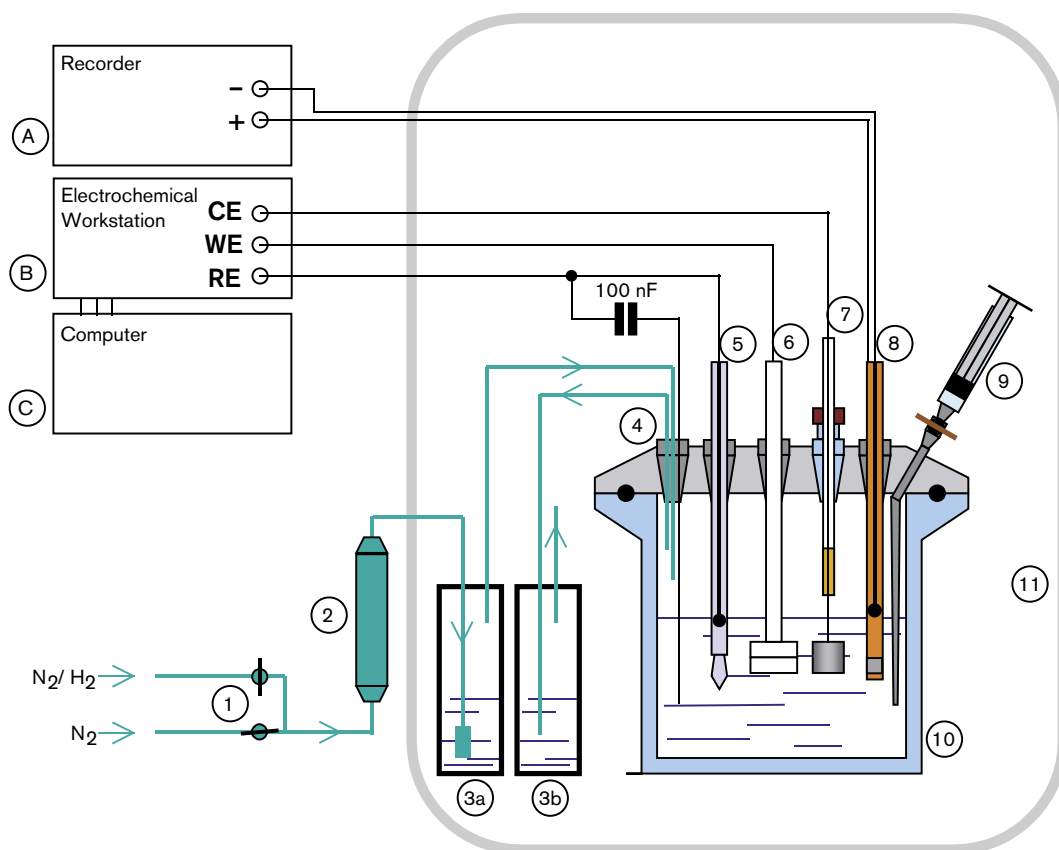 Recorder
−
+
A
Electrochemical
Workstation
CE
WE
RE
B
100 nF
Computer
C
4
5
6
7
8
9
2
N2/ H2
1
N2
3a
3b
10
11